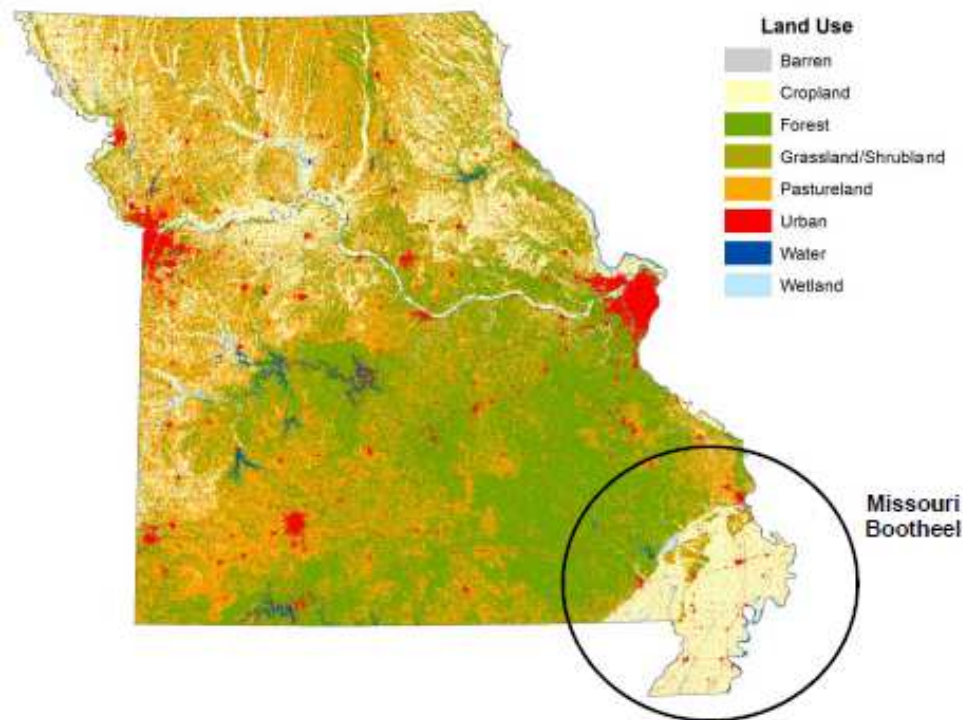 Land Use
Barren
Cropland
Forest
Grassland/Shrubland
Pastureland
Urban
Water
Wetland
Missouri
Bootheel